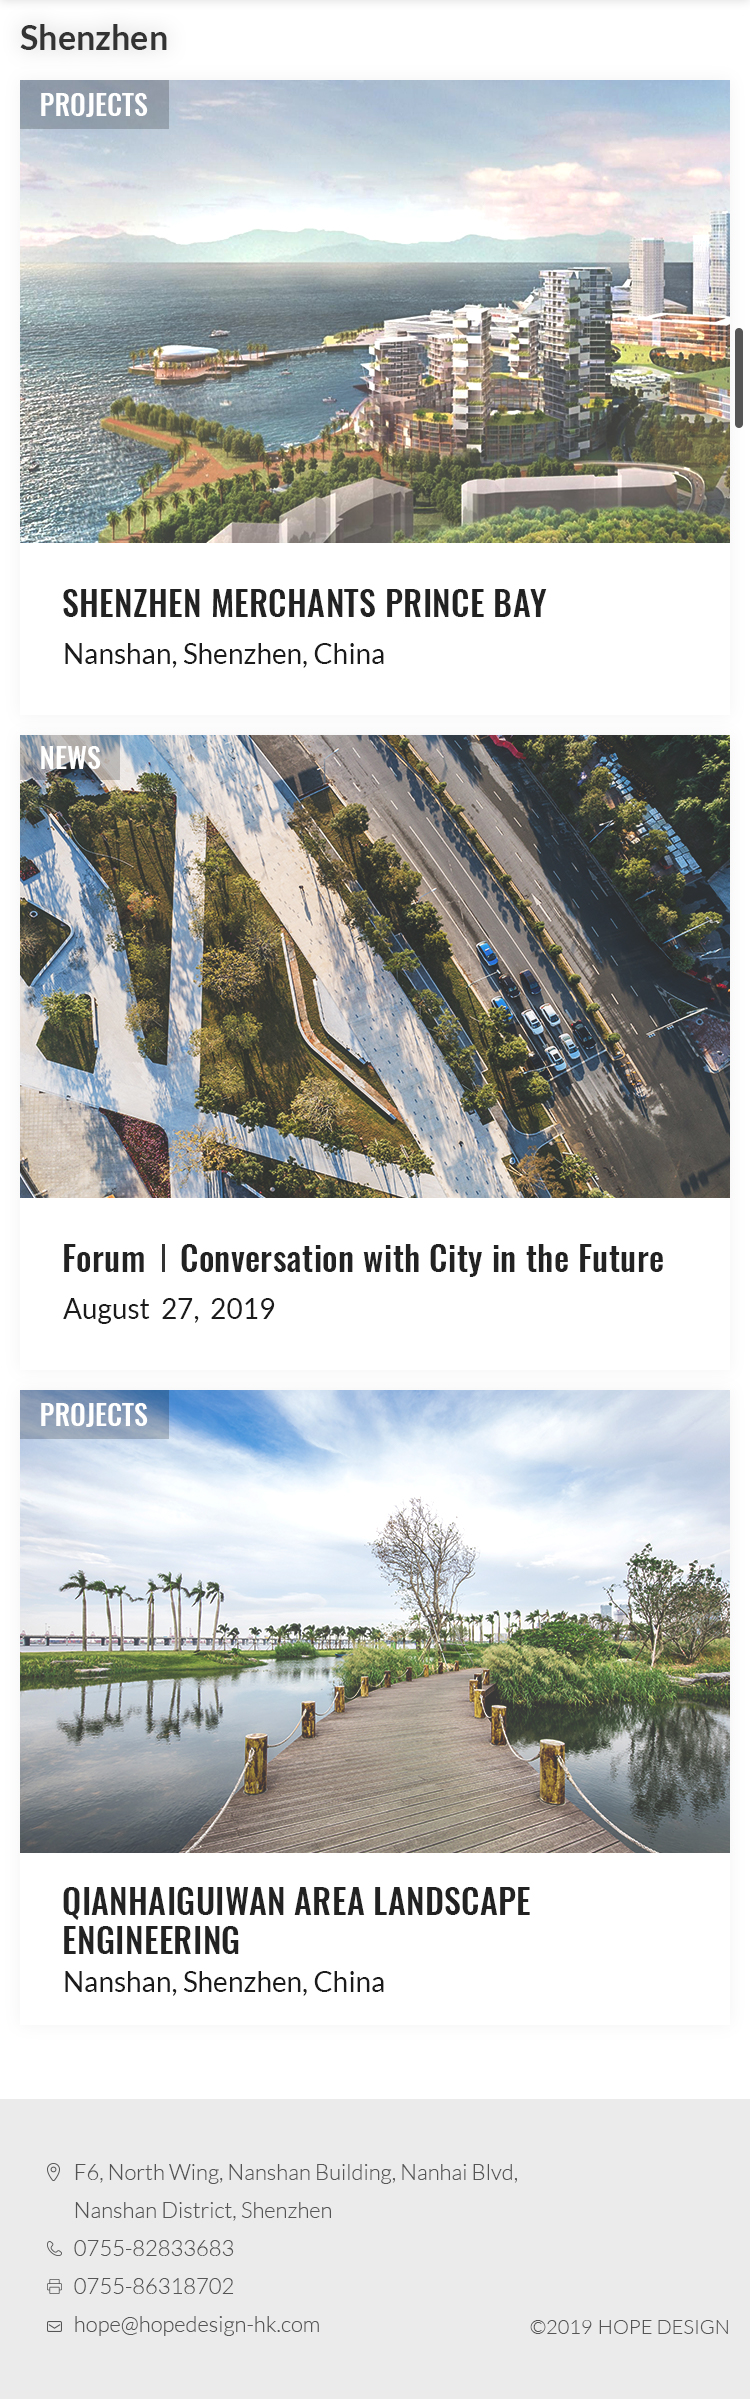 Shenzhen
PROJECTS
SHENZHEN MERCHANTS PRINCE BAY
Nanshan, Shenzhen, China
NEWS
Forum | Conversation with City in the Future
August 27, 2019
PROJECTS
QIANHAIGUIWAN AREA LANDSCAPE
ENGINEERING
Nanshan, Shenzhen, China
F6, North Wing, Nanshan Building, Nanhai Blvd,
Nanshan District, Shenzhen
0755-82833683
0755-86318702
hope@hopedesign-hk.com
©2019 HOPE DESIGN